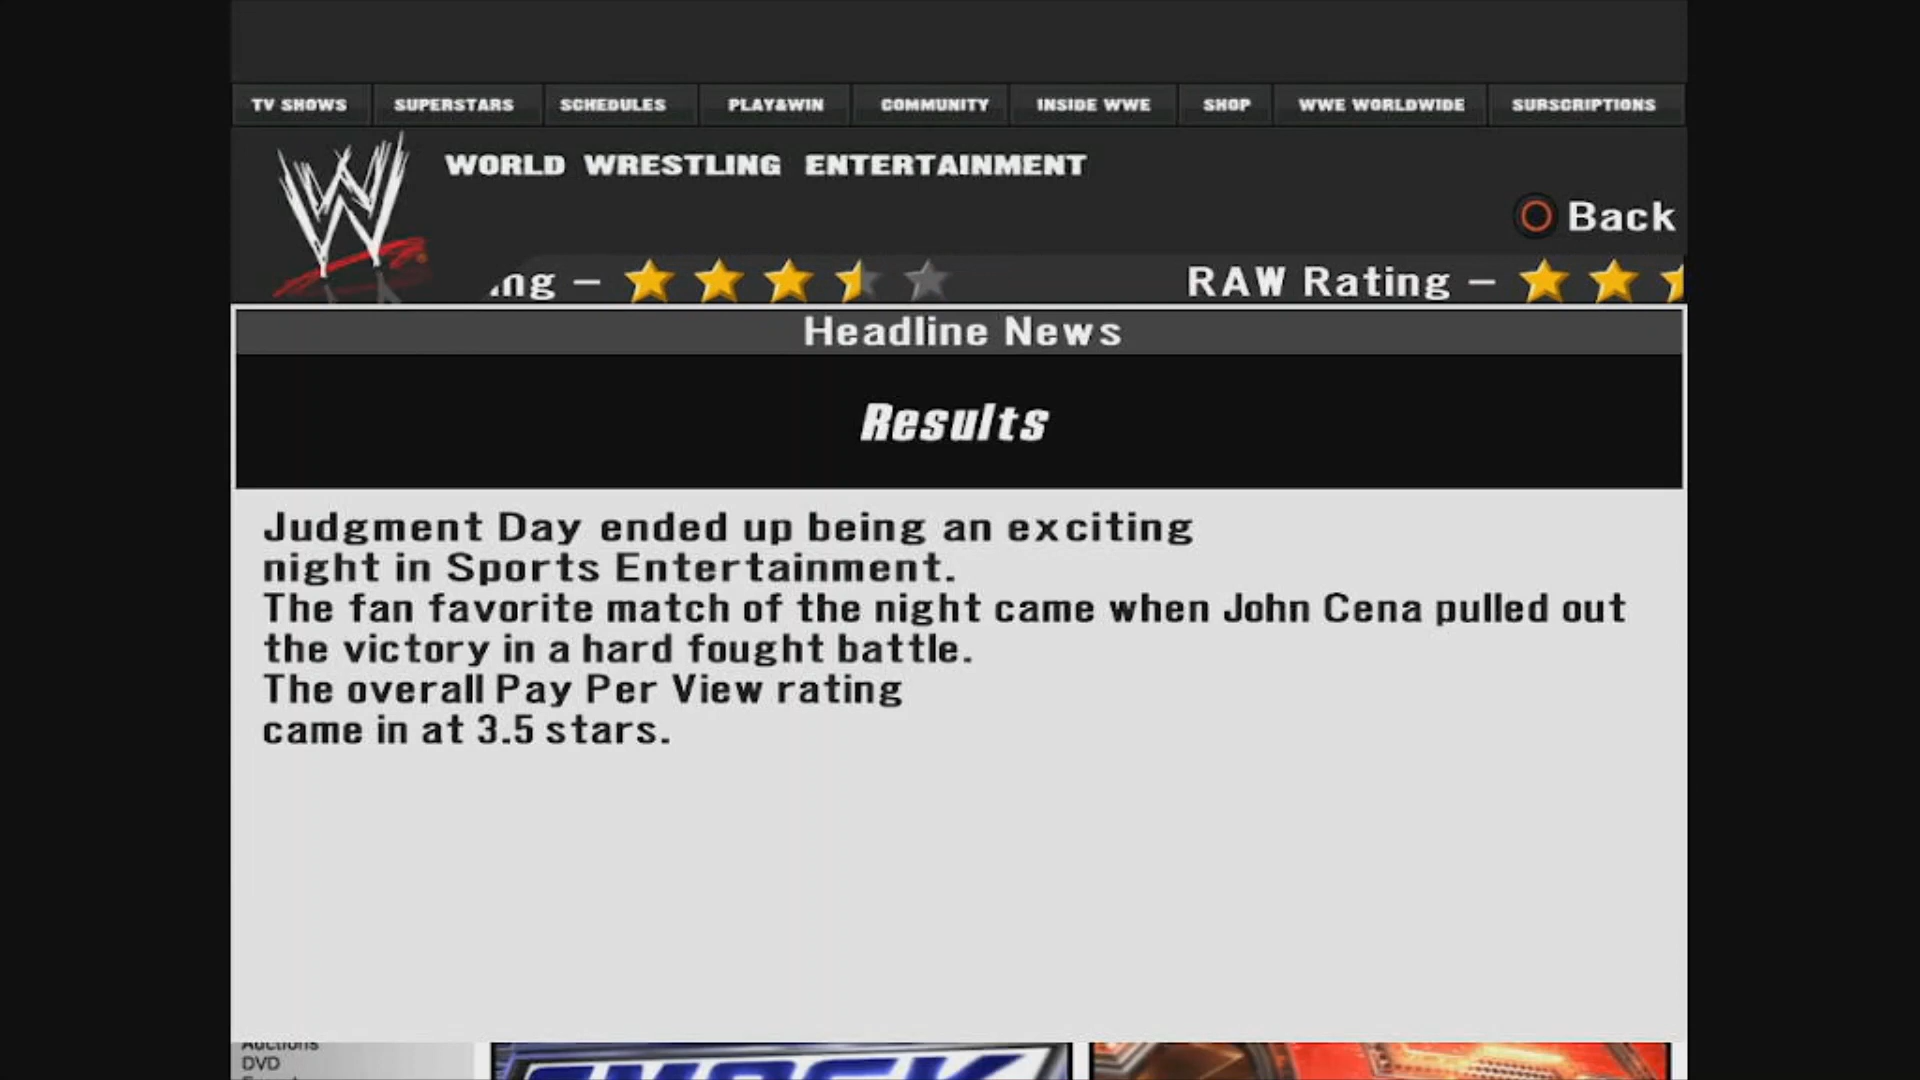 TV SHOWS SUPERSTARS SCHEDULES PLAY&WIN COMMUNITY INSIDE WWE SHOP WWE WORLDWIDE SUBSCRIPTIONS
WORLD WRESTLING ENTERTAINMENT
Back
ng – RAW Rating –
Headline News
Results
Judgment Day ended up being an exciting
night in Sports Entertainment.
The fan favorite match of the night came when John Cena pulled out
the victory in a hard fought battle.
The overall Pay Per View rating
came in at 3.5 stars.
Auctions
DVD